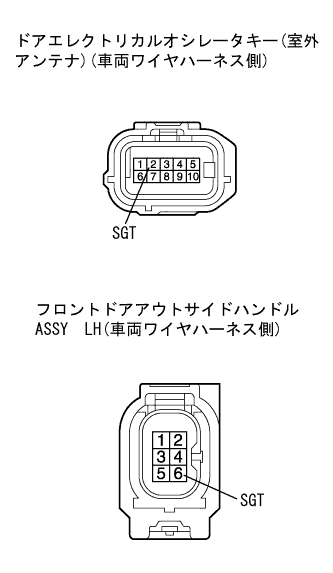 ドアエレクトリカルオシレータキー(室外
アンテナ)(車両ワイヤハーネス側)
1 2 3 4 5
6 7 8 9 10
SGT
フロントドアアウトサイドハンドル
ASSY LH(車両ワイヤハーネス側)
1 2
3 4
5 6
SGT